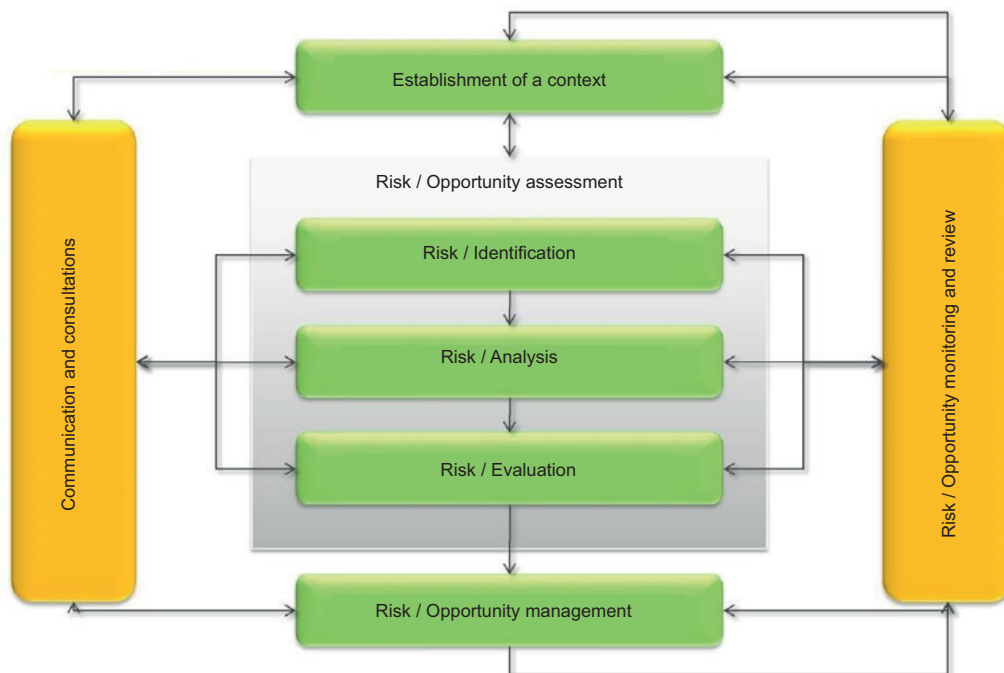 Establishment of a context
Risk / Opportunity assessment
Risk / Identification
Risk / Analysis
Risk / Evaluation
Risk / Opportunity management
Communication and consultations
Risk / Opportunity monitoring and review